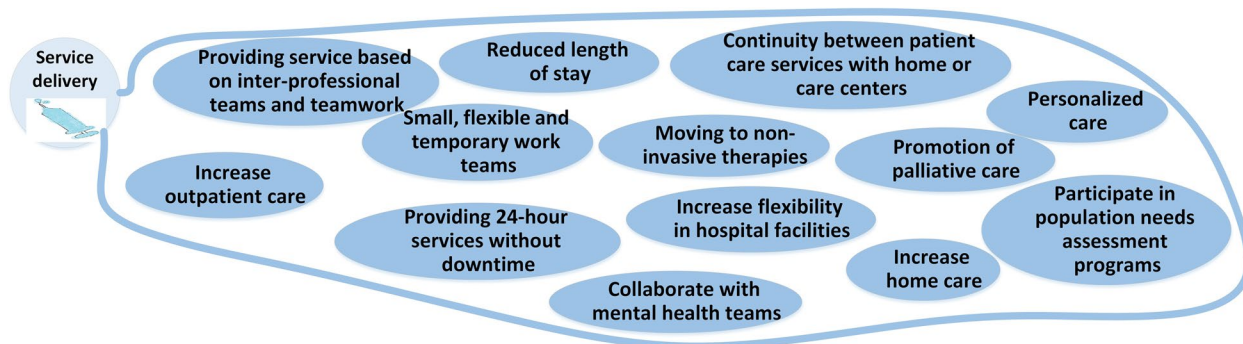 Service
delivery
Providing service based
on inter-professional
teams and teamwork
Reduced length
of stay
Continuity between patient
care services with home or
care centers
Personalized
care
Small, flexible and
temporary work
teams
Moving to non-
invasive therapies
Promotion of
palliative care
Increase
outpatient care
Providing 24-hour
services without
downtime
Increase flexibility
in hospital facilities
Participate in
population needs
assessment
programs
Increase
home care
Collaborate with
mental health teams